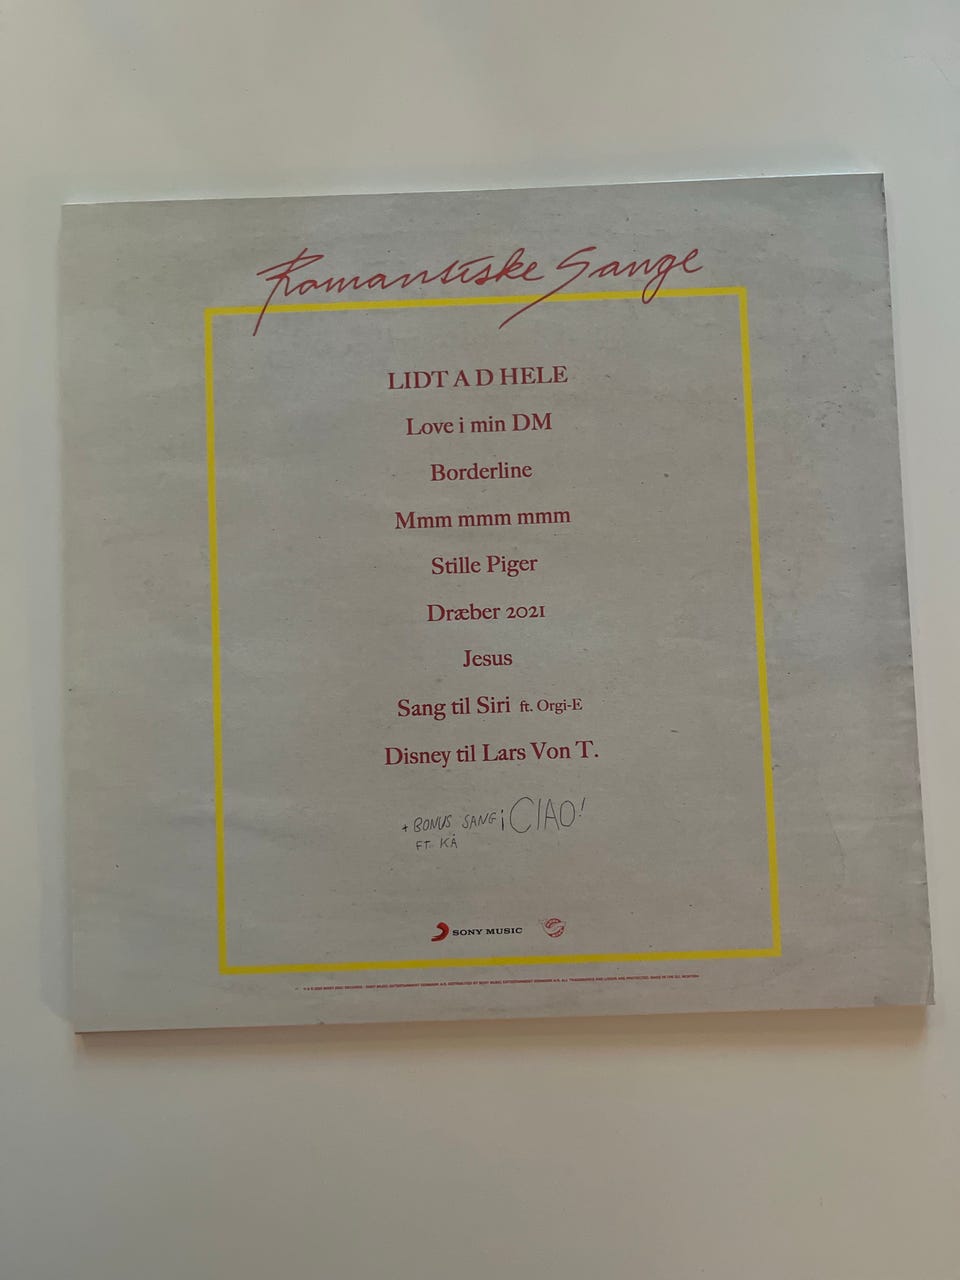 Romantiske Sange
LIDT A D HELE
Love i min DM
Borderline
Mmm mmm mmm
Stille Piger
Dræber 2021
Jesus
Sang til Siri ft. Orgi-E
Disney til Lars Von T.
+ BONUS SANG ¡CIAO!
FT. KÅ
SONY MUSIC